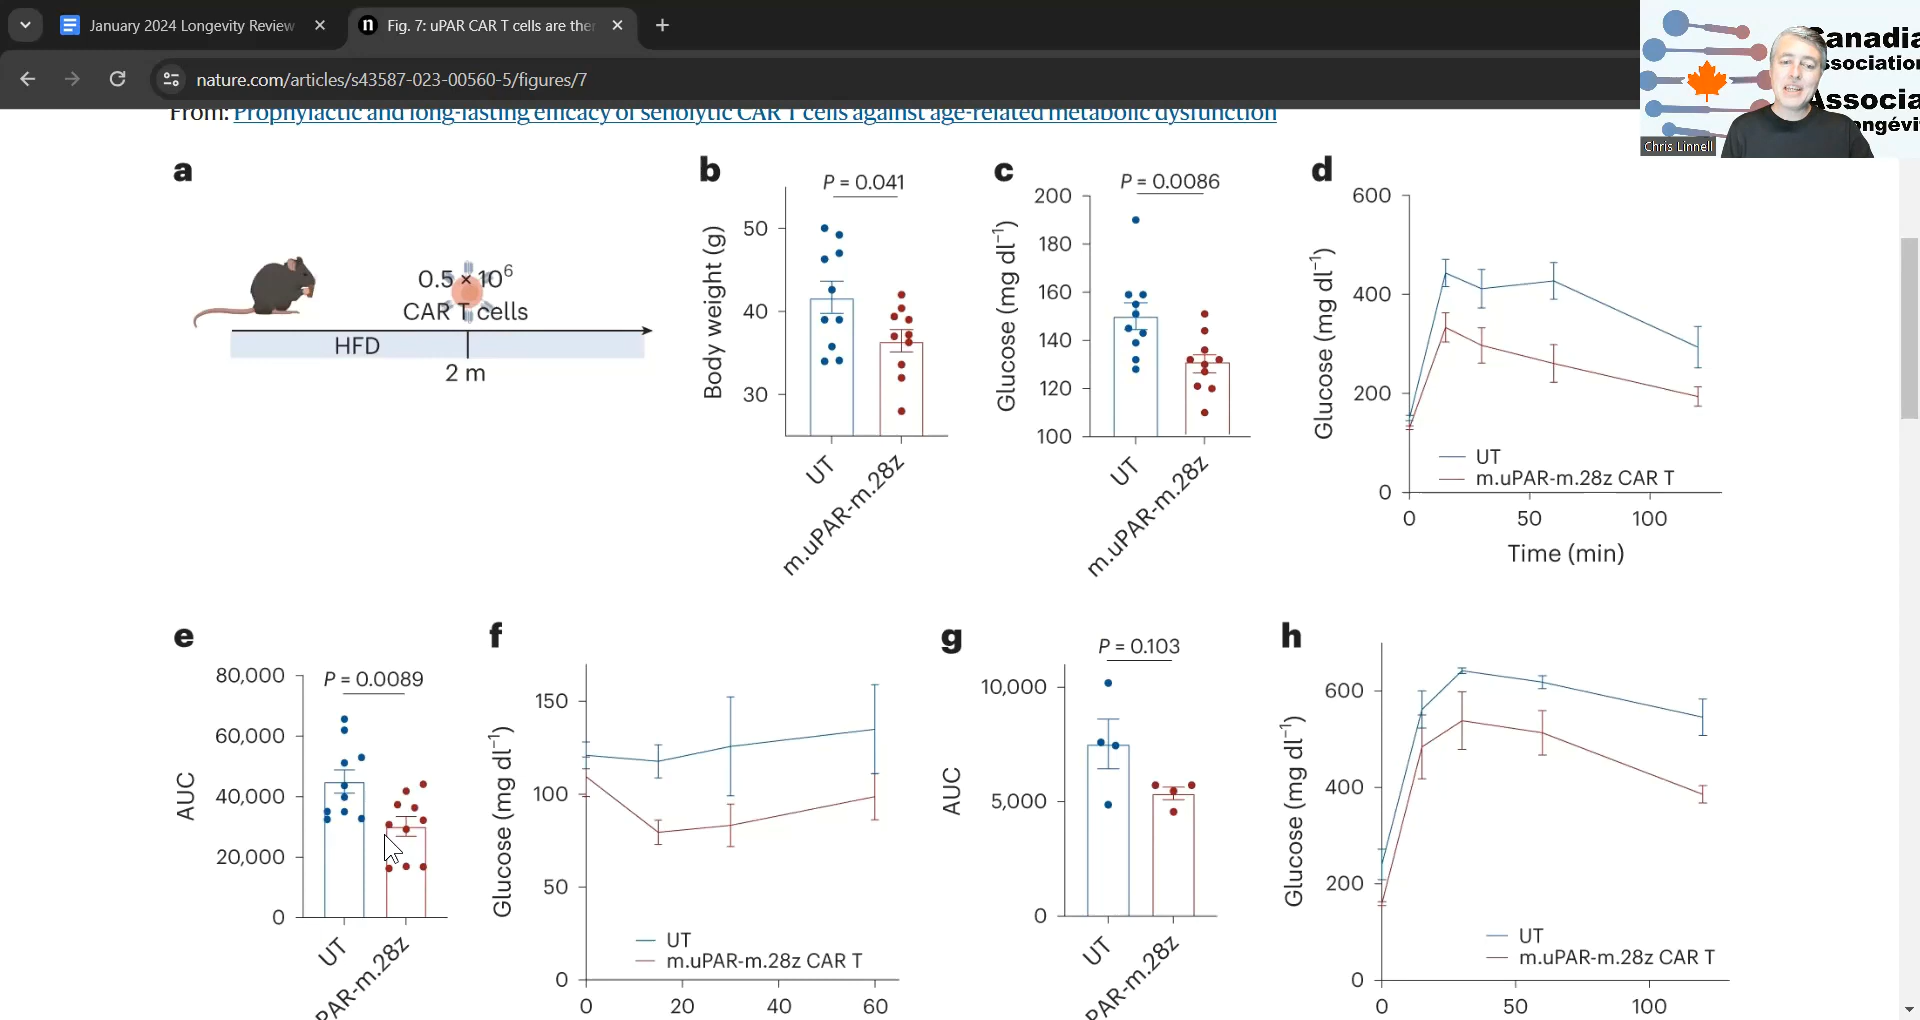 January 2024 Longevity Review
Fig. 7: uPAR CAR T cells are ther
nature.com/articles/s43587-023-00560-5/figures/7
Canadia
Association
Associa
Longévit
Chris Linnell
From: Prophylactic and long-lasting efficacy of senolytic CAR T cells against age-related metabolic dysfunction
a
0.5 × 10⁶
CAR T cells
HFD
2 m
b
P = 0.041
Body weight (g)
50
40
30
UT
m.uPAR-m.28z
c
P = 0.0086
Glucose (mg dl⁻¹)
200
180
160
140
120
100
UT
m.uPAR-m.28z
d
Glucose (mg dl⁻¹)
600
400
200
0
UT
m.uPAR-m.28z CAR T
0 50 100
Time (min)
e
P = 0.0089
AUC
80,000
60,000
40,000
20,000
0
UT
PAR-m.28z
f
Glucose (mg dl⁻¹)
150
100
50
0
UT
m.uPAR-m.28z CAR T
0 20 40 60
g
P = 0.103
AUC
10,000
5,000
0
UT
PAR-m.28z
h
Glucose (mg dl⁻¹)
600
400
200
0
UT
m.uPAR-m.28z CAR T
0 50 100